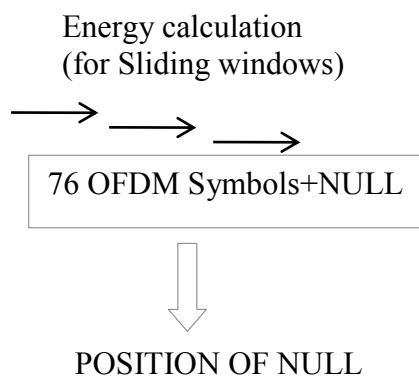 Energy calculation
(for Sliding windows)
76 OFDM Symbols+NULL
POSITION OF NULL